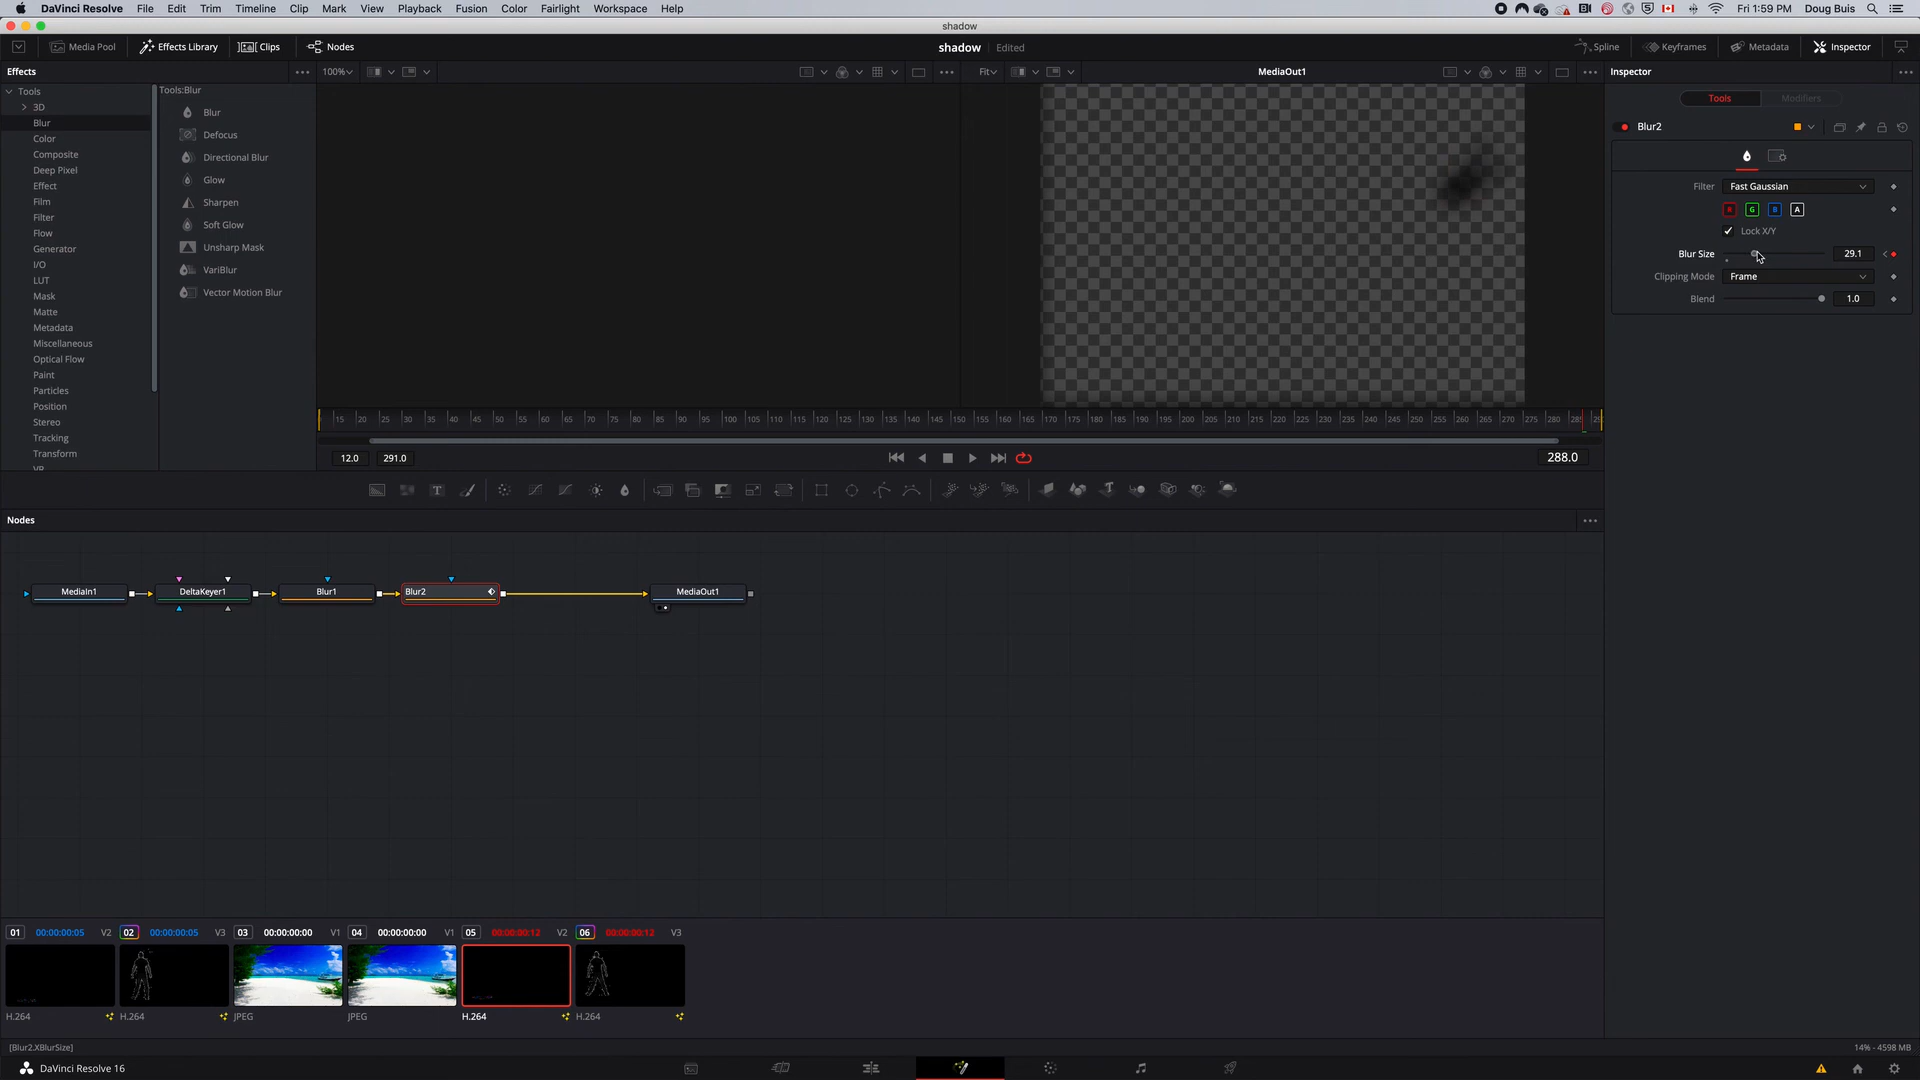 DaVinci Resolve File Edit Trim Timeline Clip Mark View Playback Fusion Color Fairlight Workspace Help Fri 1:59 PM Doug Buis
shadow
Media Pool Effects Library Clips Nodes shadow Edited Spline Keyframes Metadata Inspector
Effects 100% Fit MediaOut1 Inspector
Tools Tools:Blur
3D
Blur
Color
Composite
Deep Pixel
Effect
Film
Filter
Flow
Generator
I/O
LUT
Mask
Matte
Metadata
Miscellaneous
Optical Flow
Paint
Particles
Position
Stereo
Tracking
Transform
VR
Blur
Defocus
Directional Blur
Glow
Sharpen
Soft Glow
Unsharp Mask
VariBlur
Vector Motion Blur
Tools Modifiers
Blur2
Filter Fast Gaussian
R G B A
Lock X/Y
Blur Size 29.1
Clipping Mode Frame
Blend 1.0
15 20 25 30 35 40 45 50 55 60 65 70 75 80 85 90 95 100 105 110 115 120 125 130 135 140 145 150 155 160 165 170 175 180 185 190 195 200 205 210 215 220 225 230 235 240 245 250 255 260 265 270 275 280
12.0 291.0 288.0
Nodes
MediaIn1 DeltaKeyer1 Blur1 Blur2 MediaOut1
01 00:00:00:05 V2 02 00:00:00:05 V3 03 00:00:00:00 V1 04 00:00:00:00 V1 05 00:00:00:12 V2 06 00:00:00:12 V3
H.264 H.264 JPEG JPEG H.264 H.264
[Blur2.XBlurSize] 14% - 4598 MB
DaVinci Resolve 16